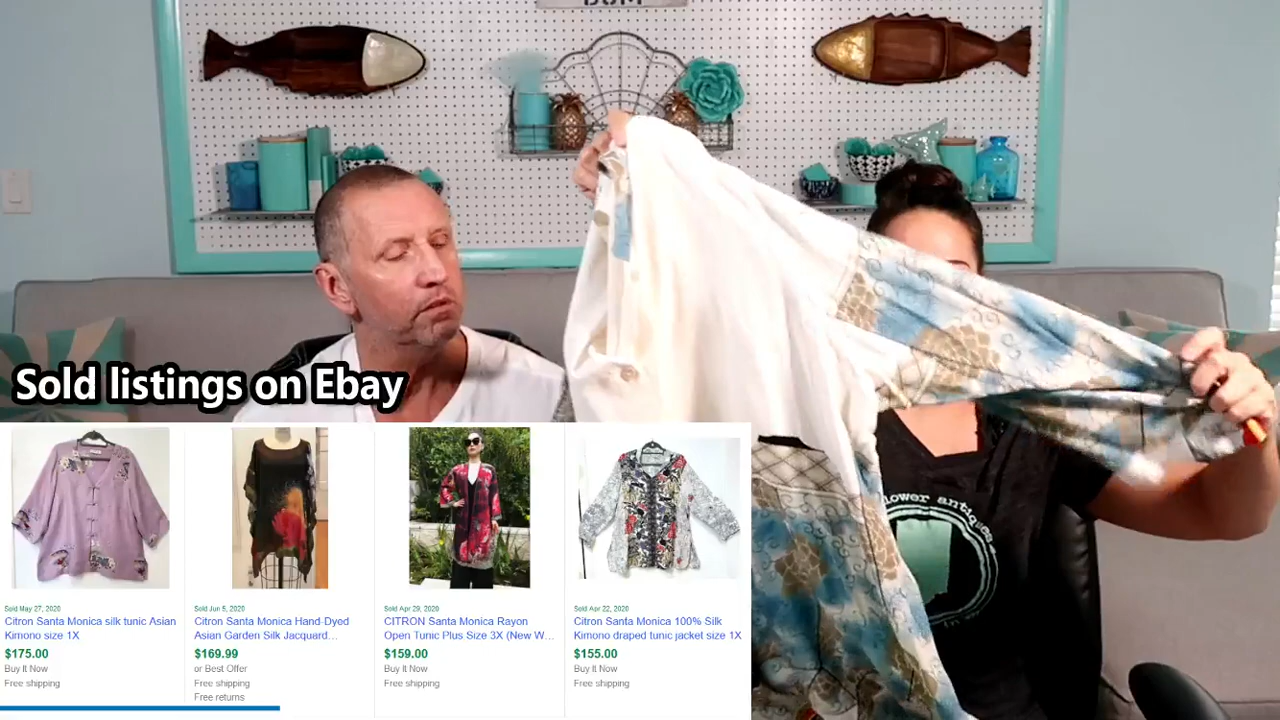 Sold listings on Ebay
lower antiques
Sold May 27, 2020
Citron Santa Monica silk tunic Asian
Kimono size 1X
$175.00
Buy It Now
Free shipping
Sold Jun 5, 2020
Citron Santa Monica Hand-Dyed
Asian Garden Silk Jacquard...
$169.99
or Best Offer
Free shipping
Free returns
Sold Apr 29, 2020
CITRON Santa Monica Rayon
Open Tunic Plus Size 3X (New W...
$159.00
Buy It Now
Free shipping
Sold Apr 22, 2020
Citron Santa Monica 100% Silk
Kimono draped tunic jacket size 1X
$155.00
Buy It Now
Free shipping